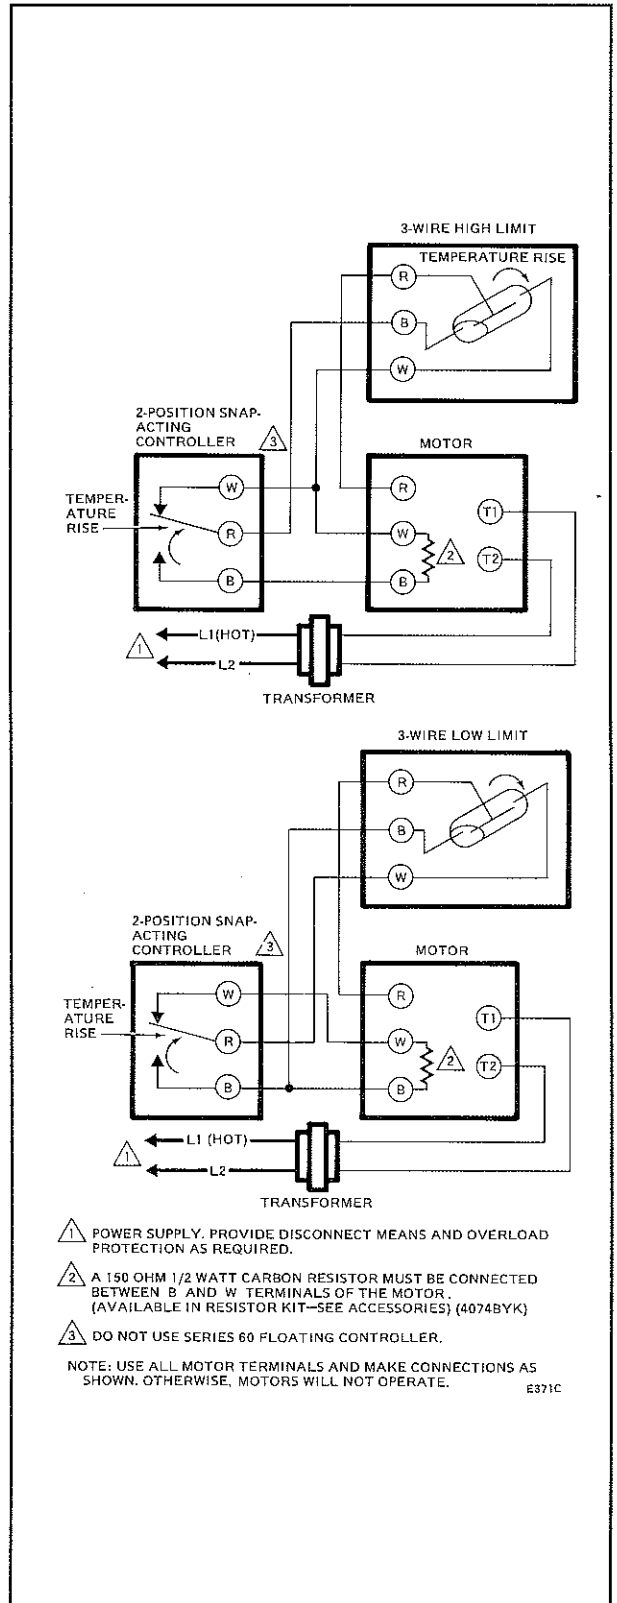 3-WIRE HIGH LIMIT
TEMPERATURE RISE
R
B
W
2-POSITION SNAP-
ACTING
CONTROLLER
3
MOTOR
TEMPER-
ATURE
RISE
W
R
B
R
W
B
2
T1
T2
1
L1(HOT)
L2
TRANSFORMER
3-WIRE LOW LIMIT
R
B
W
2-POSITION SNAP-
ACTING
CONTROLLER
3
MOTOR
TEMPER-
ATURE
RISE
W
R
B
R
W
B
2
T1
T2
1
L1 (HOT)
L2
TRANSFORMER
1 POWER SUPPLY. PROVIDE DISCONNECT MEANS AND OVERLOAD
PROTECTION AS REQUIRED.
2 A 150 OHM 1/2 WATT CARBON RESISTOR MUST BE CONNECTED
BETWEEN B AND W TERMINALS OF THE MOTOR.
(AVAILABLE IN RESISTOR KIT—SEE ACCESSORIES) (4074BYK)
3 DO NOT USE SERIES 60 FLOATING CONTROLLER.
NOTE: USE ALL MOTOR TERMINALS AND MAKE CONNECTIONS AS
SHOWN. OTHERWISE, MOTORS WILL NOT OPERATE.
E371C